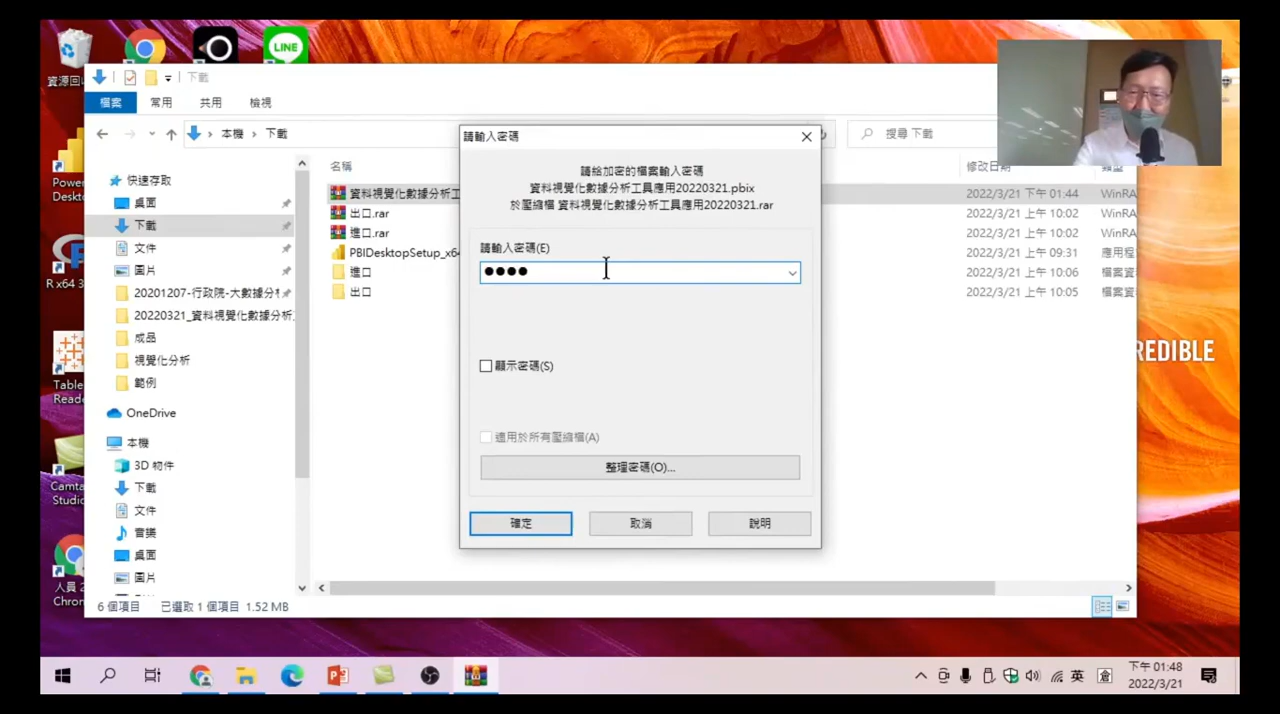 資源回
LINE
下載
檔案
常用
共用
檢視
本機
下載
搜尋 下載
快速存取
桌面
下載
文件
圖片
20201207-行政院-大數據分
20220321_資料視覺化數據分析
成品
視覺化分析
範例
OneDrive
本機
3D 物件
下載
文件
音樂
桌面
圖片
名稱
修改日期
類型
資料視覺化數據分析工
2022/3/21 下午 01:44
WinRA
出口.rar
2022/3/21 上午 10:02
WinRA
進口.rar
2022/3/21 上午 10:02
WinRA
PBIDesktopSetup_x64
2022/3/21 上午 09:31
應用程
進口
2022/3/21 上午 10:06
檔案資
出口
2022/3/21 上午 10:05
檔案資
請輸入密碼
請給加密的檔案輸入密碼
資料視覺化數據分析工具應用20220321.pbix
於壓縮檔 資料視覺化數據分析工具應用20220321.rar
請輸入密碼(E)
●●●●
顯示密碼(S)
適用於所有壓縮檔(A)
整理密碼(O)...
確定
取消
說明
6 個項目
已選取 1 個項目 1.52 MB
Power
Deskto
R x64 3
Table
Reade
Camta
Studio
人員 2
Chron
REDIBLE
英
倉
下午 01:48
2022/3/21